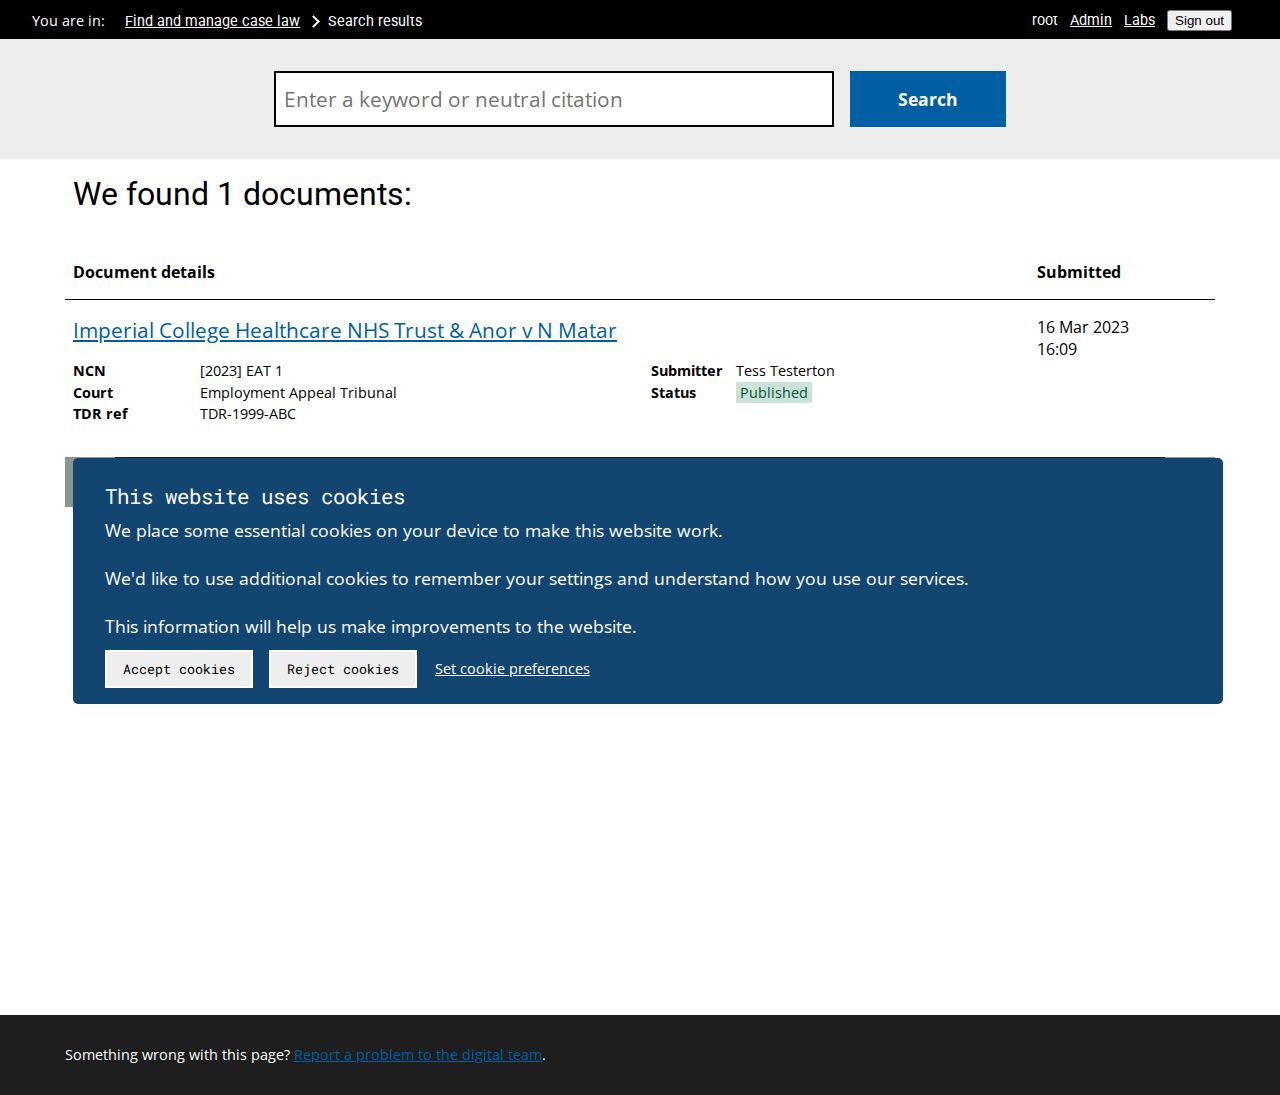 You are in: Find and manage case law Search results root Admin Labs Sign out
Enter a keyword or neutral citation Search
We found 1 documents:
Document details Submitted
Imperial College Healthcare NHS Trust & Anor v N Matar 16 Mar 2023
16:09
NCN [2023] EAT 1 Submitter Tess Testerton
Court Employment Appeal Tribunal Status Published
TDR ref TDR-1999-ABC
This website uses cookies
We place some essential cookies on your device to make this website work.
We'd like to use additional cookies to remember your settings and understand how you use our services.
This information will help us make improvements to the website.
Accept cookies Reject cookies Set cookie preferences
Something wrong with this page? Report a problem to the digital team.